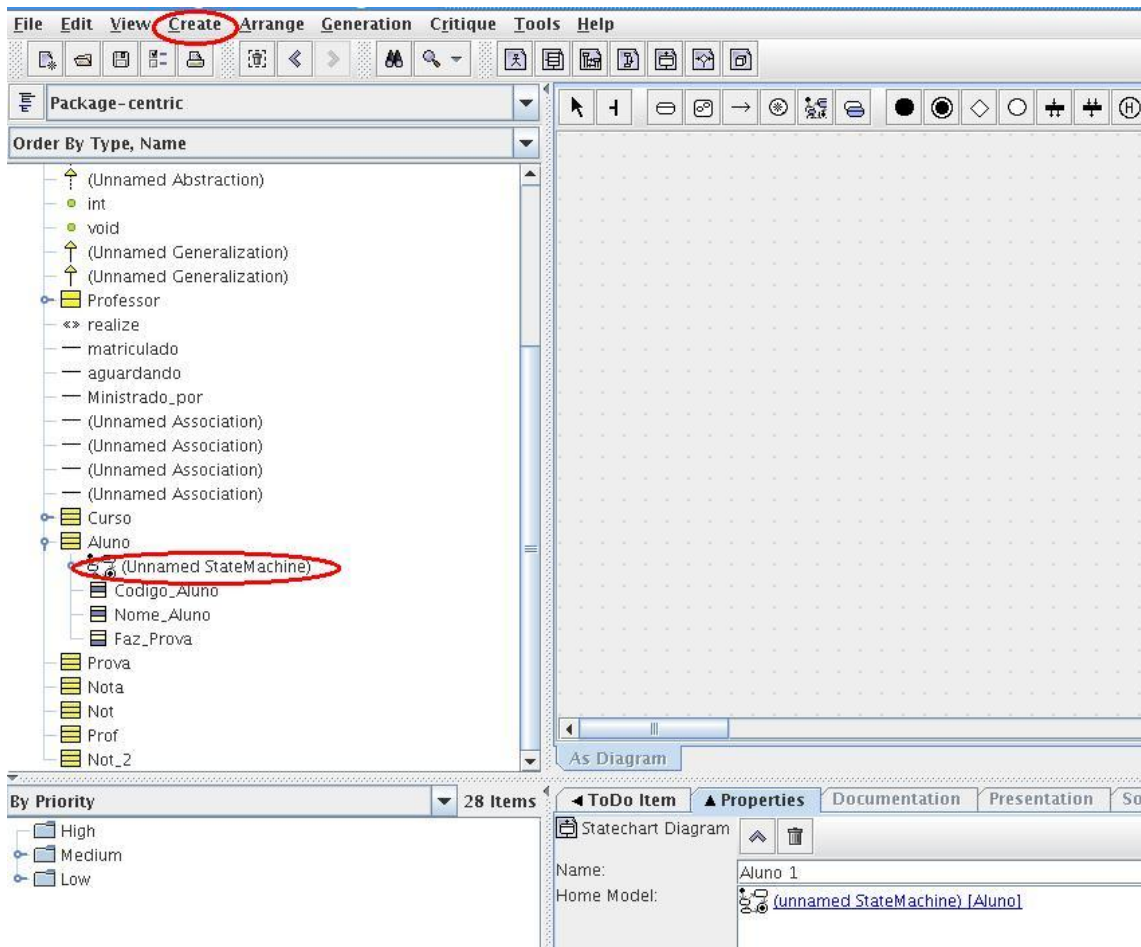 File Edit View Create Arrange Generation Critique Tools Help
Package-centric
Order By Type, Name
(Unnamed Abstraction)
int
void
(Unnamed Generalization)
(Unnamed Generalization)
Professor
«» realize
matriculado
aguardando
Ministrado_por
(Unnamed Association)
(Unnamed Association)
(Unnamed Association)
(Unnamed Association)
Curso
Aluno
(Unnamed StateMachine)
Codigo_Aluno
Nome_Aluno
Faz_Prova
Prova
Nota
Not
Prof
Not_2
H
As Diagram
By Priority 28 Items
High
Medium
Low
ToDo Item Properties Documentation Presentation So
Statechart Diagram
Name: Aluno 1
Home Model: (unnamed StateMachine) [Aluno]